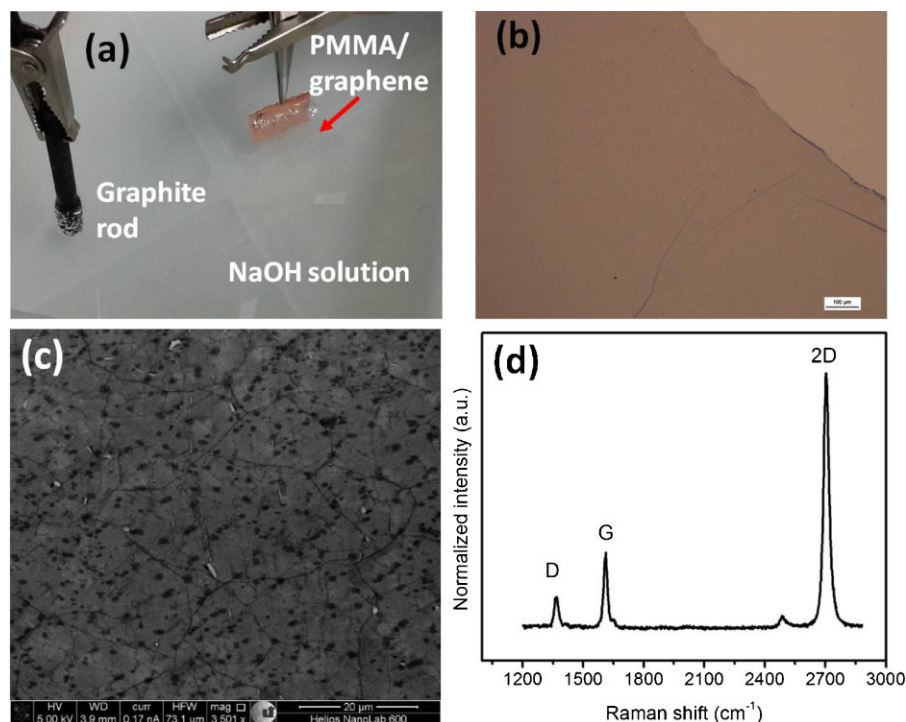 (a)
PMMA/
graphene
Graphite
rod
NaOH solution
(b)
100 µm
(c)
HV WD curr HFW mag □
5.00 kV 3.9 mm 0.17 nA 73.1 µm 3 501 x
20 µm
Helios NanoLab 600
(d)
Normalized intensity (a.u.)
D
G
2D
1200 1500 1800 2100 2400 2700 3000
Raman shift (cm⁻¹)